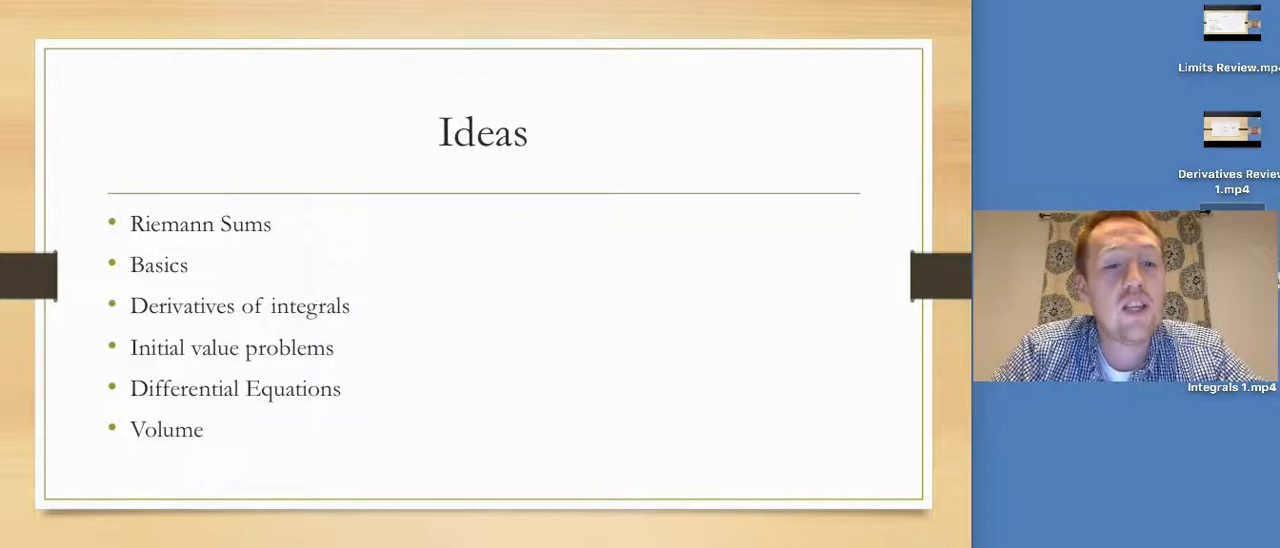 Ideas
Riemann Sums
Basics
Derivatives of integrals
Initial value problems
Differential Equations
Volume
Limits Review.mp4
Derivatives Review
1.mp4
Integrals 1.mp4